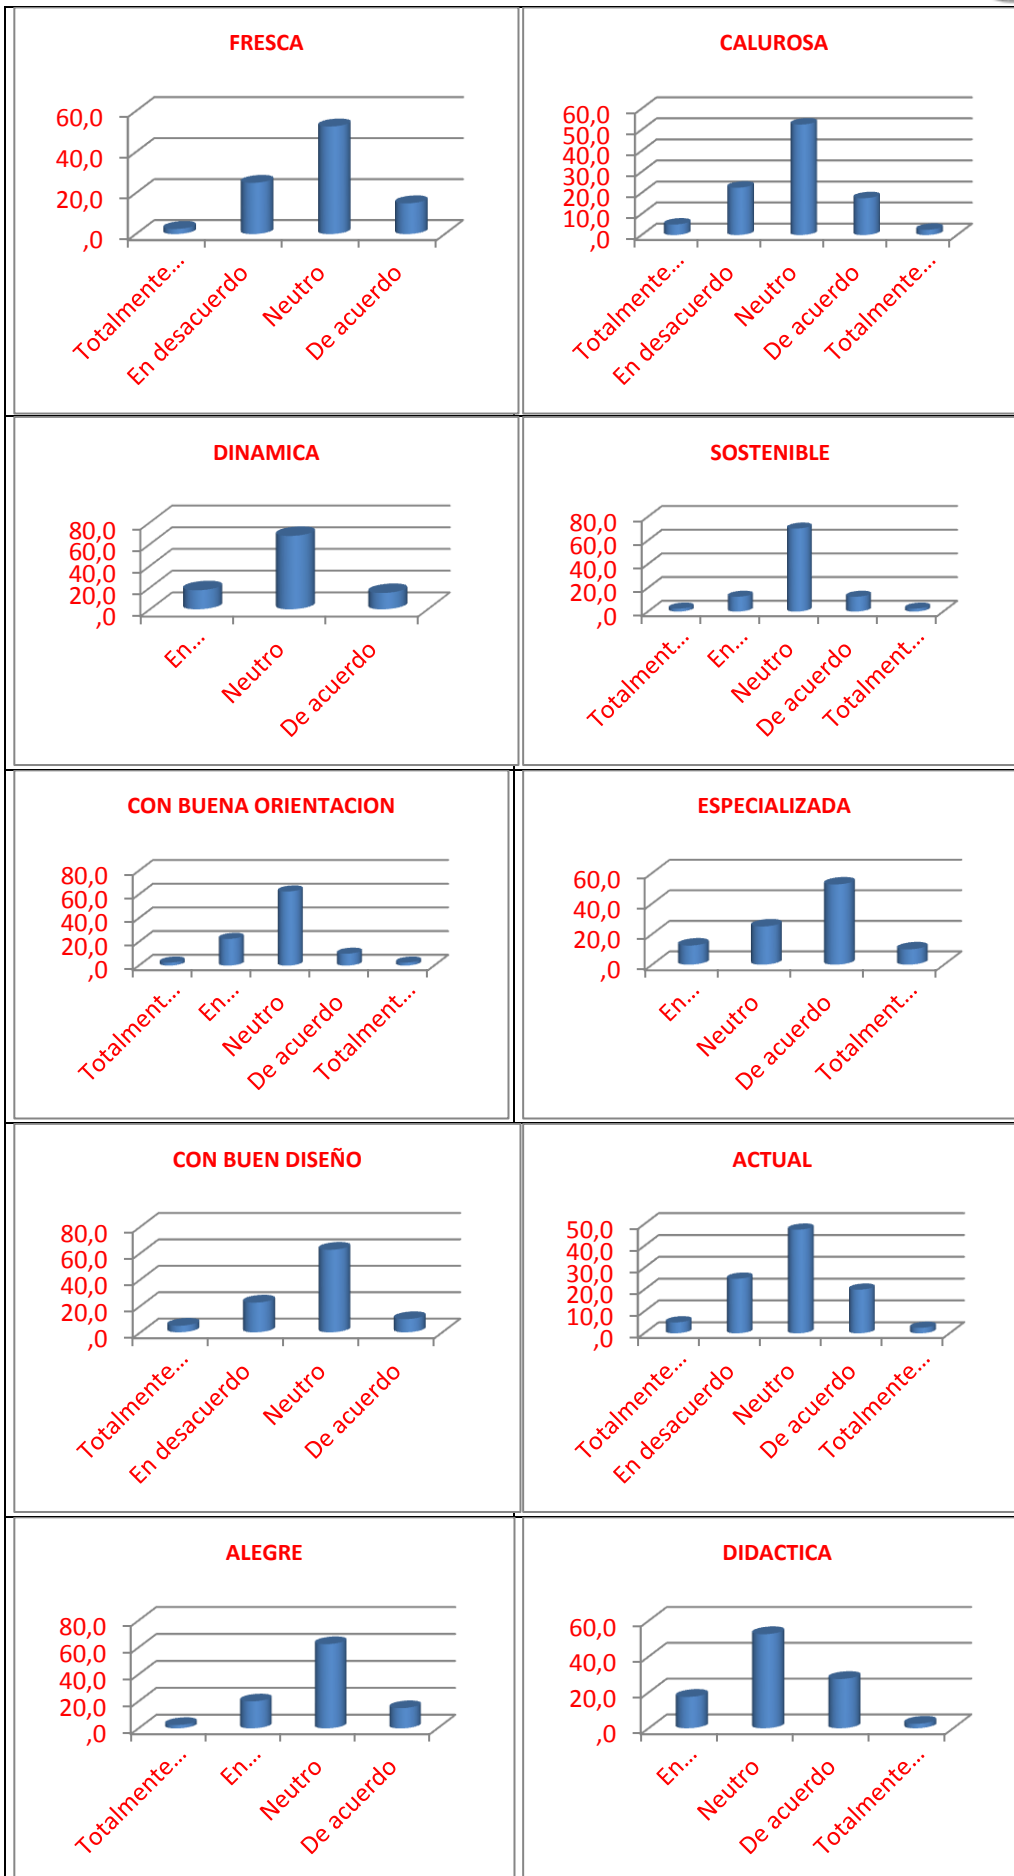 FRESCA
60,0
40,0
20,0
,0
Totalmente...
En desacuerdo
Neutro
De acuerdo
CALUROSA
60,0
50,0
40,0
30,0
20,0
10,0
,0
Totalmente...
En desacuerdo
Neutro
De acuerdo
Totalmente...
DINAMICA
80,0
60,0
40,0
20,0
,0
En...
Neutro
De acuerdo
SOSTENIBLE
80,0
60,0
40,0
20,0
,0
Totalment...
En...
Neutro
De acuerdo
Totalment...
CON BUENA ORIENTACION
80,0
60,0
40,0
20,0
,0
Totalment...
En...
Neutro
De acuerdo
Totalment...
ESPECIALIZADA
60,0
40,0
20,0
,0
En...
Neutro
De acuerdo
Totalment...
CON BUEN DISEÑO
80,0
60,0
40,0
20,0
,0
Totalmente...
En desacuerdo
Neutro
De acuerdo
ACTUAL
50,0
40,0
30,0
20,0
10,0
,0
Totalmente...
En desacuerdo
Neutro
De acuerdo
Totalmente...
ALEGRE
80,0
60,0
40,0
20,0
,0
Totalmente...
En...
Neutro
De acuerdo
DIDACTICA
60,0
40,0
20,0
,0
En...
Neutro
De acuerdo
Totalmente...